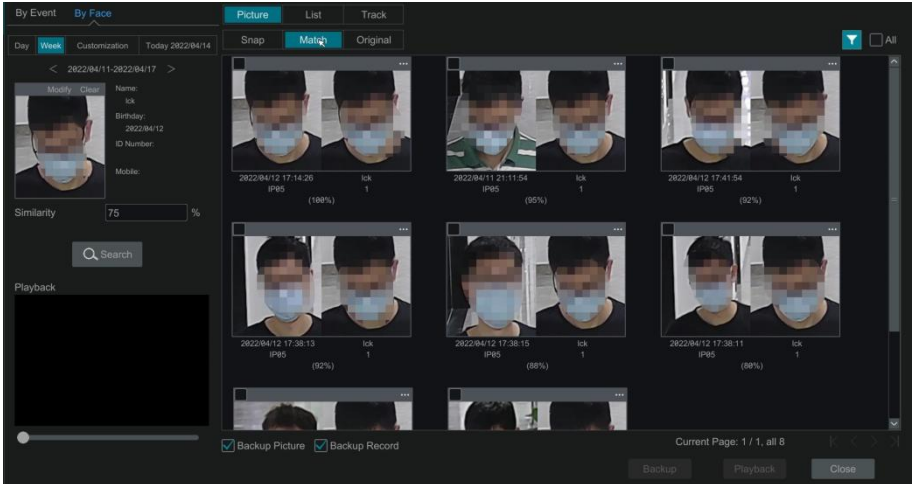 By Event By Face
Day Week Customization Today 2022/04/14
< 2022/04/11-2022/04/17 >
Modify Clear
Name:
lck
Birthday:
2022/04/12
ID Number:
Mobile:
Similarity 75 %
Search
Playback
Picture List Track
Snap Match Original
All
2022/04/12 17:14:26 lck
IP05 1
(100%)
2022/04/11 21:11:54 lck
IP05 1
(95%)
2022/04/12 17:41:54 lck
IP05 1
(92%)
2022/04/12 17:38:13 lck
IP05 1
(92%)
2022/04/12 17:38:15 lck
IP05 1
(88%)
2022/04/12 17:38:11 lck
IP05 1
(80%)
Backup Picture Backup Record
Current Page: 1 / 1, all 8
Backup Playback Close